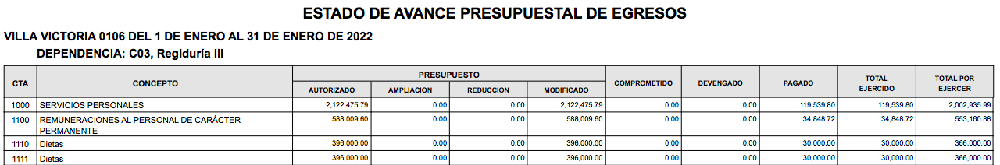 ESTADO DE AVANCE PRESUPUESTAL DE EGRESOS
VILLA VICTORIA 0106 DEL 1 DE ENERO AL 31 DE ENERO DE 2022
DEPENDENCIA: C03, Regiduría III
CTA CONCEPTO PRESUPUESTO COMPROMETIDO DEVENGADO PAGADO TOTAL EJERCIDO TOTAL POR EJERCER
AUTORIZADO AMPLIACION REDUCCION MODIFICADO
1000 SERVICIOS PERSONALES 2,122,475.79 0.00 0.00 2,122,475.79 0.00 0.00 119,539.80 119,539.80 2,002,935.99
1100 REMUNERACIONES AL PERSONAL DE CARÁCTER 588,009.60 0.00 0.00 588,009.60 0.00 0.00 34,848.72 34,848.72 553,160.88
PERMANENTE
1110 Dietas 396,000.00 0.00 0.00 396,000.00 0.00 0.00 30,000.00 30,000.00 366,000.00
1111 Dietas 396,000.00 0.00 0.00 396,000.00 0.00 0.00 30,000.00 30,000.00 366,000.00